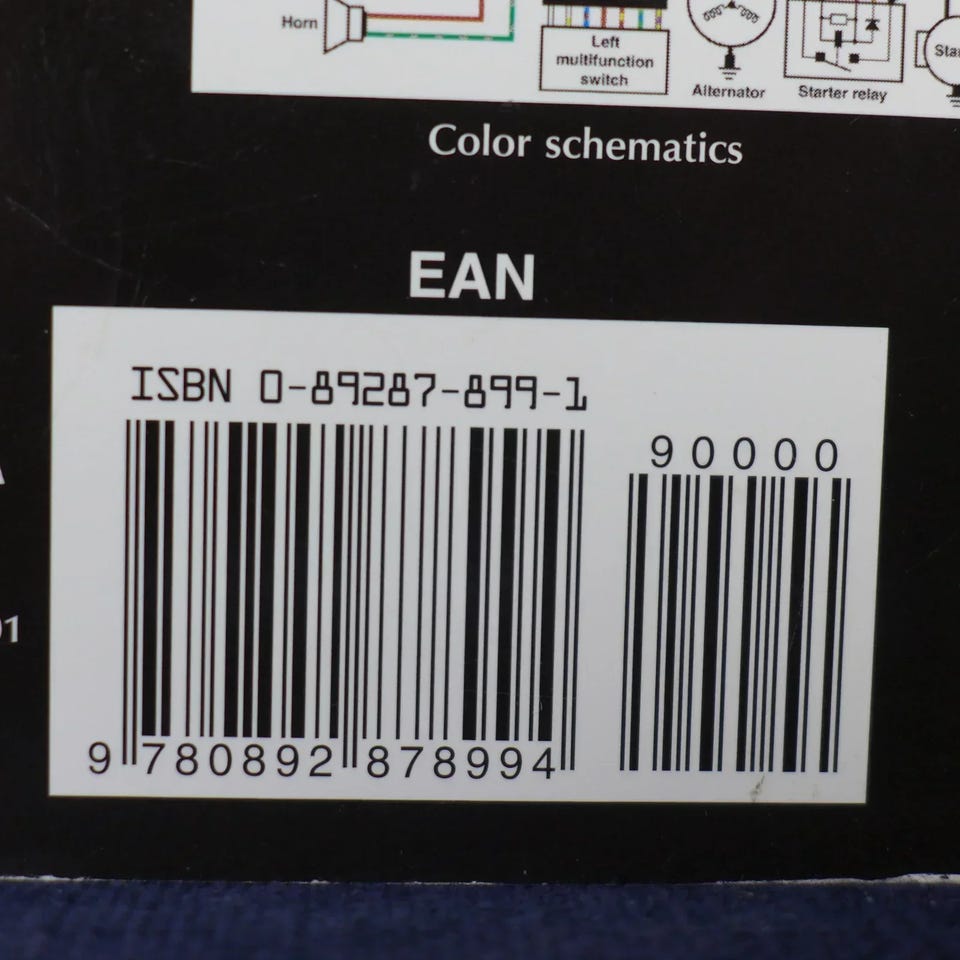 Horn
Left
multifunction
switch
Alternator
Starter relay
Color schematics
EAN
ISBN 0-89287-899-1
90000
9 780892 878994